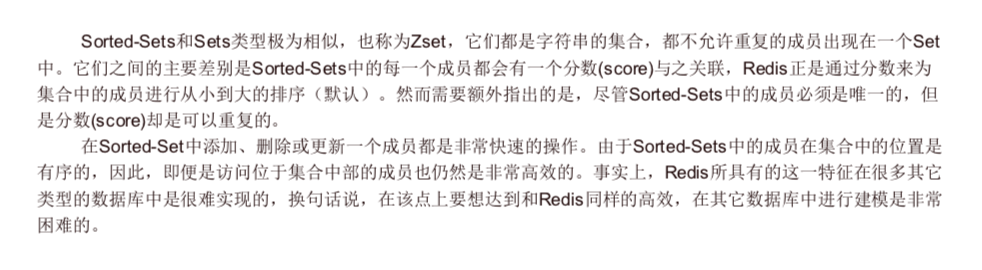 Sorted-Sets和Sets类型极为相似，也称为Zset，它们都是字符串的集合，都不允许重复的成员出现在一个Set
中。它们之间的主要差别是Sorted-Sets中的每一个成员都会有一个分数(score)与之关联，Redis正是通过分数来为
集合中的成员进行从小到大的排序（默认）。然而需要额外指出的是，尽管Sorted-Sets中的成员必须是唯一的，但
是分数(score)却是可以重复的。
在Sorted-Set中添加、删除或更新一个成员都是非常快速的操作。由于Sorted-Sets中的成员在集合中的位置是
有序的，因此，即便是访问位于集合中部的成员也仍然是非常高效的。事实上，Redis所具有的这一特征在很多其它
类型的数据库中是很难实现的，换句话说，在该点上要想达到和Redis同样的高效，在其它数据库中进行建模是非常
困难的。